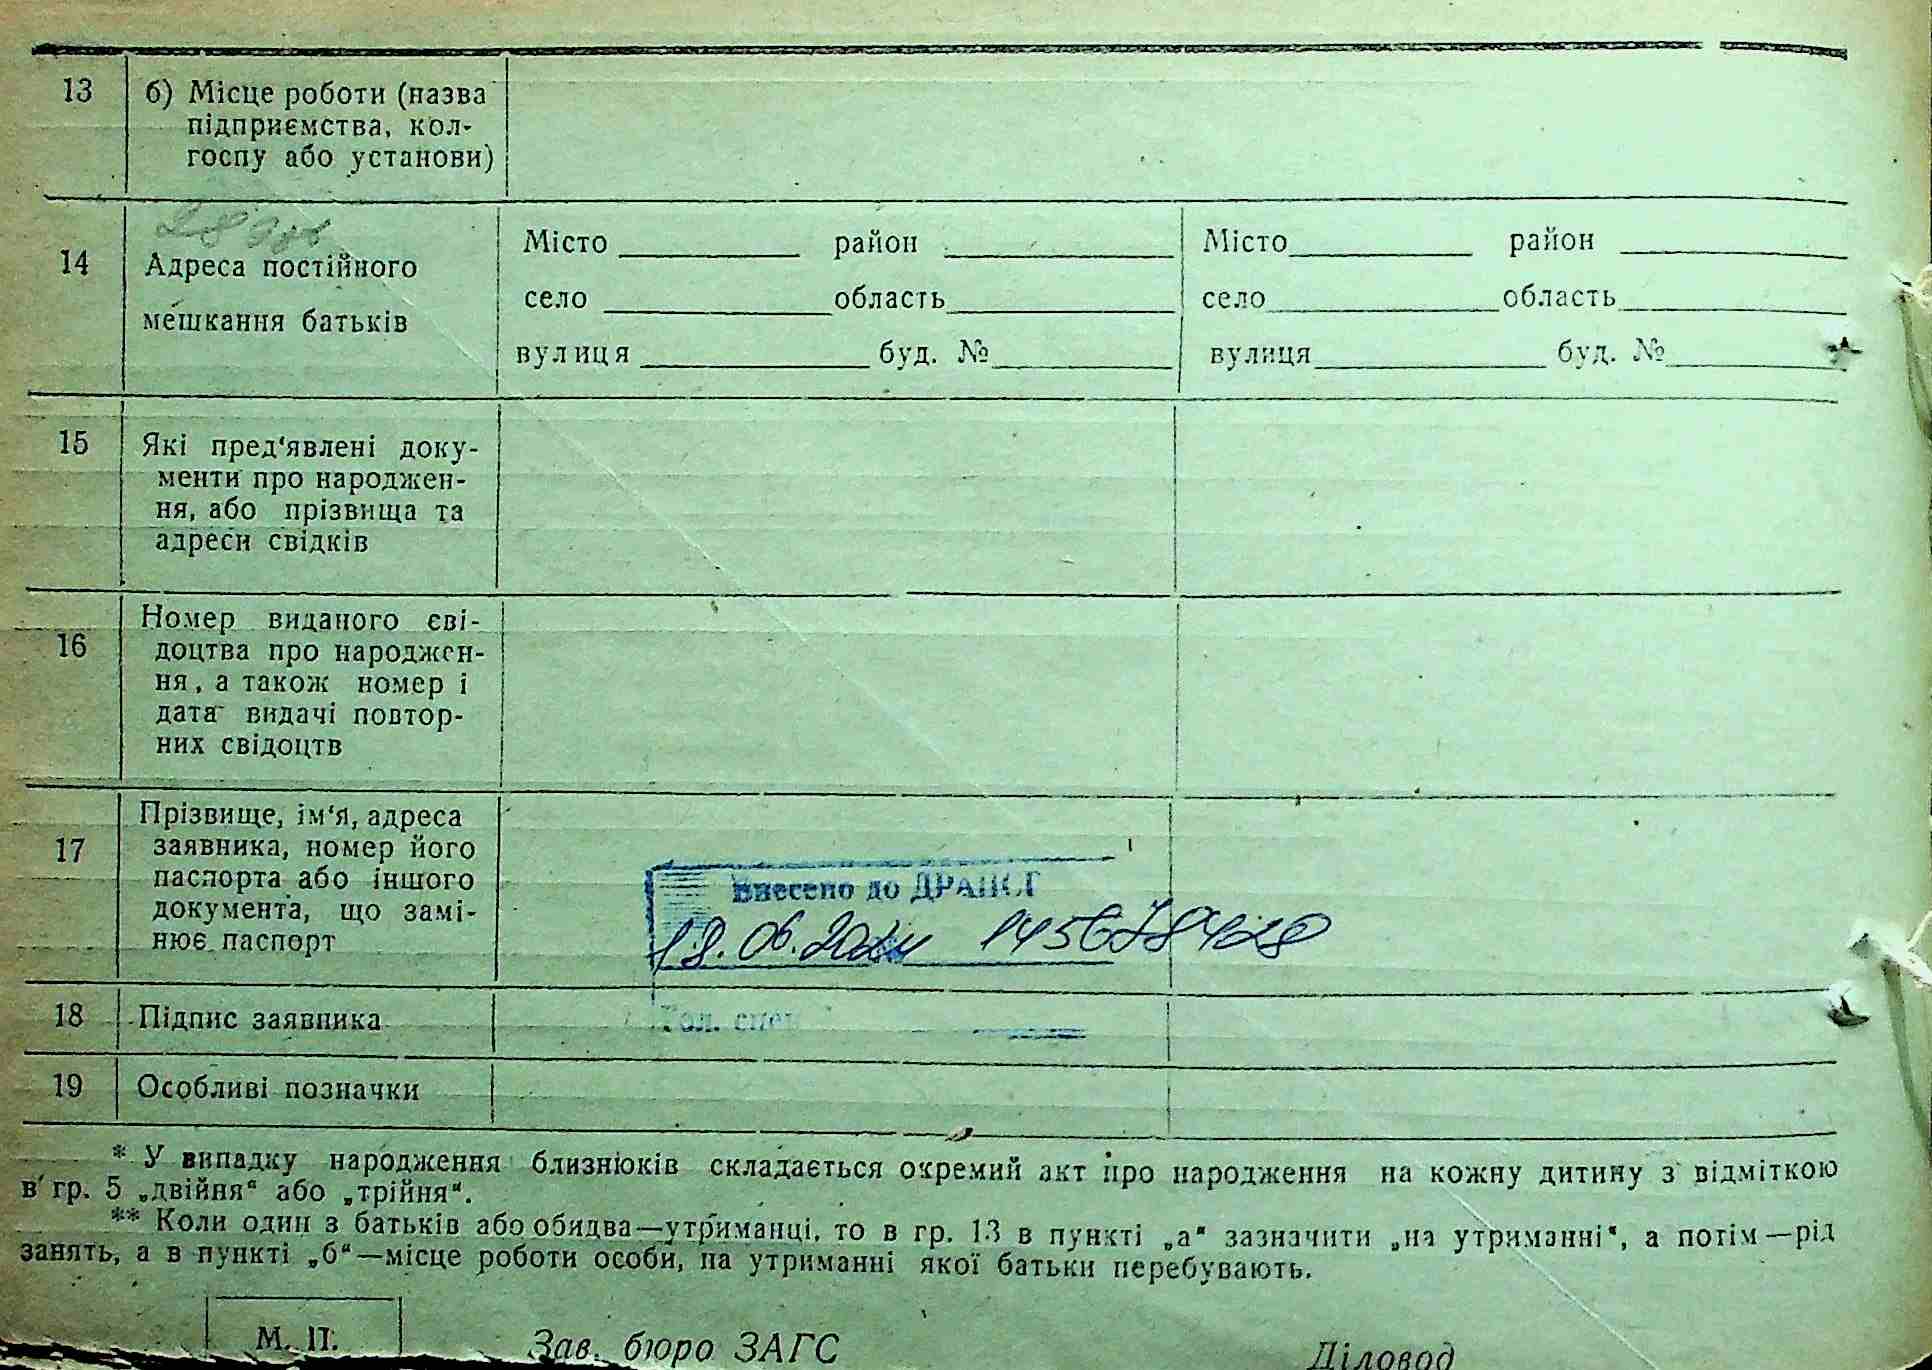 13 б) Місце роботи (назва
підприємства, кол-
госпу або установи)
14 Адреса постійного
мешкання батьків
Місто район
село область
вулиця буд. №
Місто район
село область
вулиця буд. №
15 Які пред'явлені доку-
менти про народжен-
ня, або прізвища та
адреси свідків
16 Номер виданого сві-
доцтва про народжен-
ня, а також номер і
дата видачі повтор-
них свідоцтв
17 Прізвище, ім'я, адреса
заявника, номер його
паспорта або іншого
документа, що замі-
нює паспорт
Внесено до ДРАЦСГ
18.06.2024
Гол. спец
18 Підпис заявника
19 Особливі позначки
* У випадку народження близнюків складається окремий акт про народження на кожну дитину з відміткою
в гр. 5 „двійня“ або „трійня“.
** Коли один з батьків або обидва—утриманці, то в гр. 13 в пункті „а“ зазначити „на утриманні“, а потім—рід
занять, а в пункті „б“—місце роботи особи, на утриманні якої батьки перебувають.
М. П. Зав. бюро ЗАГС Діловод